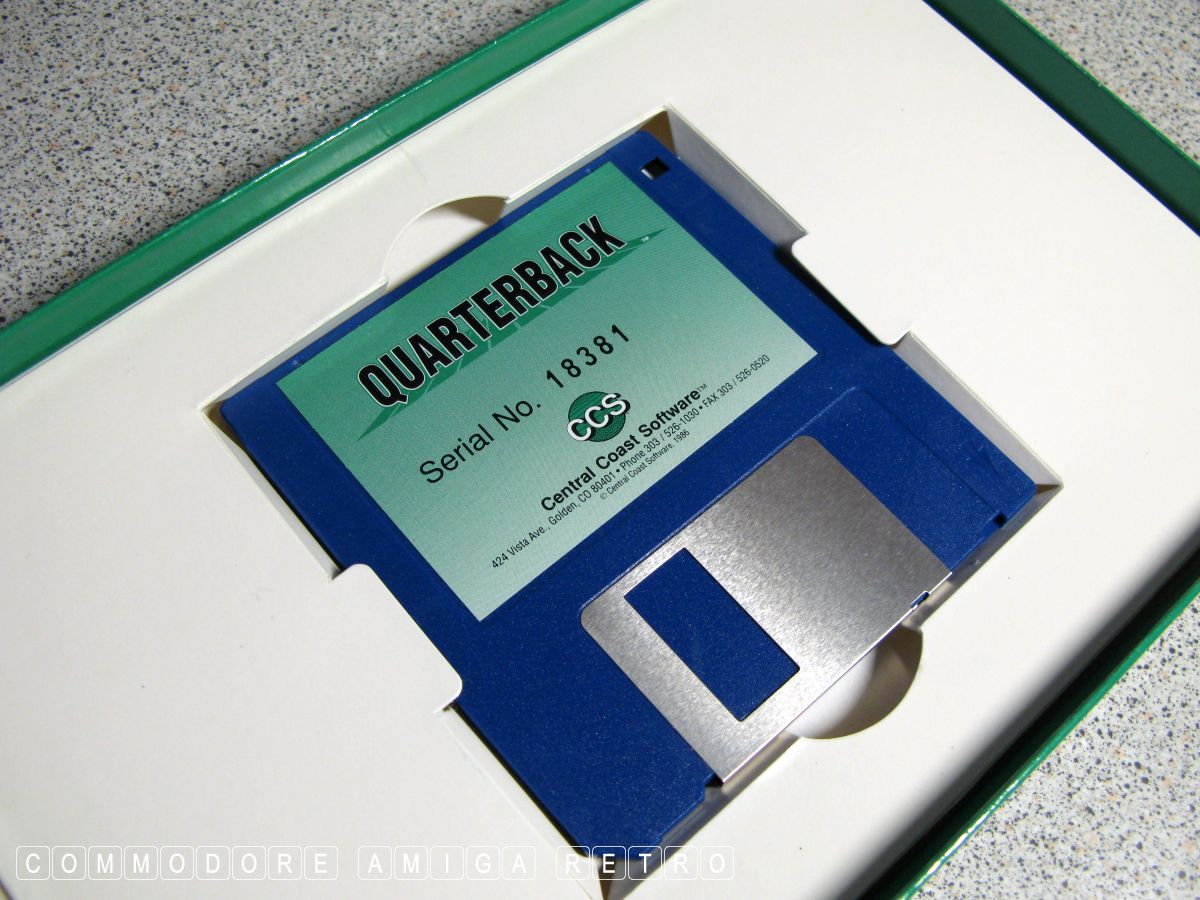 QUARTERBACK™
Serial No. 18381
CCS
Central Coast Software™
424 Vista Ave., Golden, CO 80401 • Phone 303 / 526-1030 • FAX 303 / 526-0520
© Central Coast Software. 1986
COMMODORE AMIGA RETRO